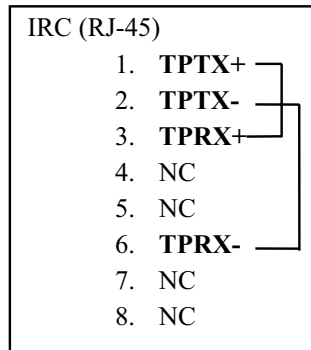 IRC (RJ-45)
1. TPTX+
2. TPTX-
3. TPRX+
4. NC
5. NC
6. TPRX-
7. NC
8. NC